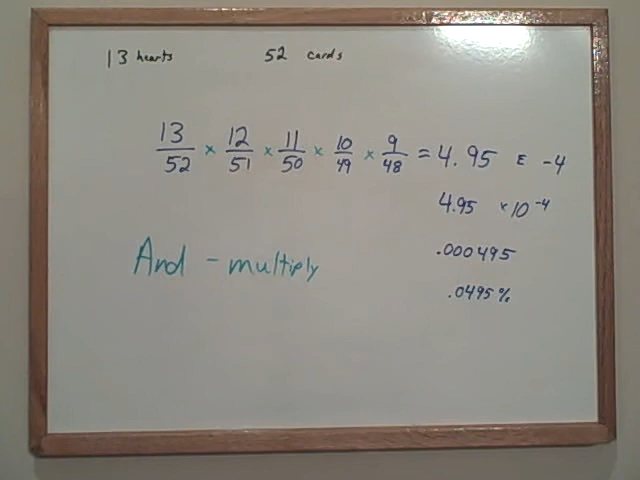 13 hearts 52 cards
13/52 × 12/51 × 11/50 × 10/49 × 9/48 = 4.95 E -4
4.95 × 10^-4
.000495
And - multiply
.0495%